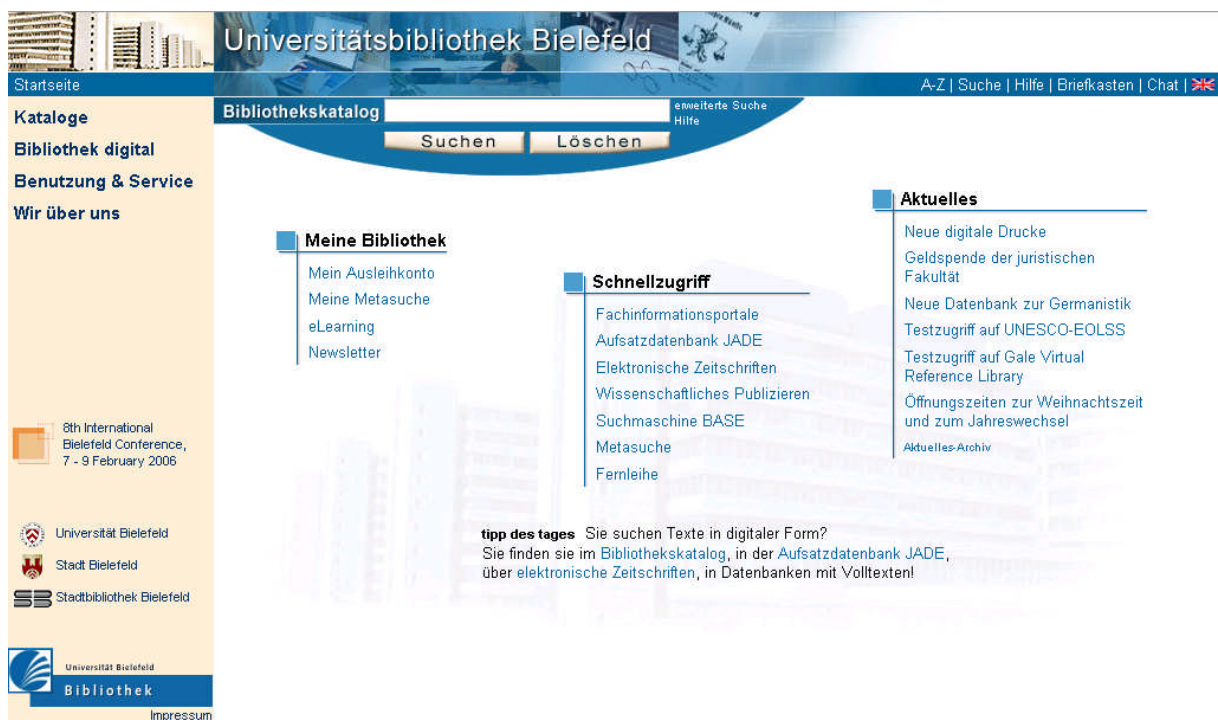 Universitätsbibliothek Bielefeld
Startseite
A-Z | Suche | Hilfe | Briefkasten | Chat |
Kataloge
Bibliothek digital
Benutzung & Service
Wir über uns
8th International
Bielefeld Conference,
7 - 9 February 2006
Universität Bielefeld
Stadt Bielefeld
Stadtbibliothek Bielefeld
Universität Bielefeld
Bibliothek
Impressum
Bibliothekskatalog
erweiterte Suche
Hilfe
Suchen
Löschen
Meine Bibliothek
Mein Ausleihkonto
Meine Metasuche
eLearning
Newsletter
Schnellzugriff
Fachinformationsportale
Aufsatzdatenbank JADE
Elektronische Zeitschriften
Wissenschaftliches Publizieren
Suchmaschine BASE
Metasuche
Fernleihe
Aktuelles
Neue digitale Drucke
Geldspende der juristischen
Fakultät
Neue Datenbank zur Germanistik
Testzugriff auf UNESCO-EOLSS
Testzugriff auf Gale Virtual
Reference Library
Öffnungszeiten zur Weihnachtszeit
und zum Jahreswechsel
Aktuelles-Archiv
tipp des tages Sie suchen Texte in digitaler Form?
Sie finden sie im Bibliothekskatalog, in der Aufsatzdatenbank JADE,
über elektronische Zeitschriften, in Datenbanken mit Volltexten!